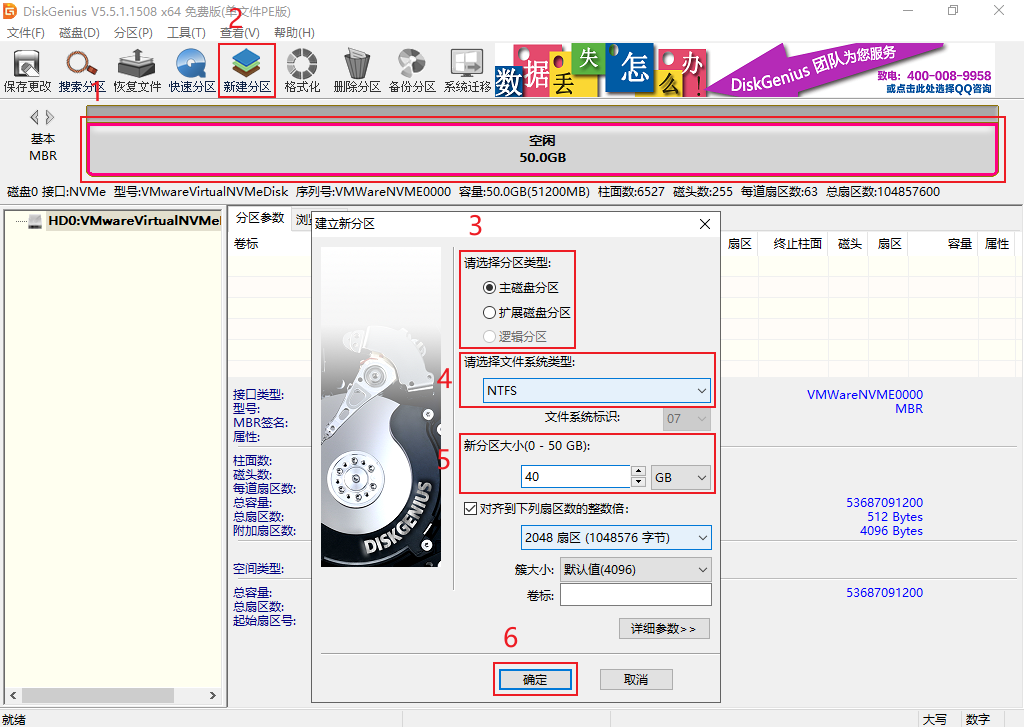 DiskGenius V5.5.1.1508 x64 免费版(单文件PE版)
文件(F) 磁盘(D) 分区(P) 工具(T) 查看(V) 帮助(H)
2
保存更改 搜索分区 恢复文件 快速分区 新建分区 格式化 删除分区 备份分区 系统迁移
数据丢失怎么办
DiskGenius 团队为您服务
致电: 400-008-9958
或点击此处选择QQ咨询
1
基本
MBR
空闲
50.0GB
磁盘0 接口:NVMe 型号:VMwareVirtualNVMeDisk 序列号:VMWareNVME0000 容量:50.0GB(51200MB) 柱面数:6527 磁头数:255 每道扇区数:63 总扇区数:104857600
HD0:VMwareVirtualNVMe
分区参数
卷标 扇区 终止柱面 磁头 扇区 容量 属性
建立新分区
3
请选择分区类型:
主磁盘分区
扩展磁盘分区
逻辑分区
4
请选择文件系统类型:
NTFS
文件系统标识: 07
5
新分区大小(0 - 50 GB):
40 GB
对齐到下列扇区数的整数倍:
2048 扇区 (1048576 字节)
簇大小: 默认值(4096)
卷标:
详细参数>>
6
确定 取消
DISKGENIUS
接口类型: VMWareNVME0000
型号: MBR
MBR签名:
属性:
柱面数:
磁头数:
每道扇区数:
总容量: 53687091200
总扇区数: 512 Bytes
附加扇区数: 4096 Bytes
空间类型:
总容量: 53687091200
总扇区数:
起始扇区号:
就绪 大写 数字